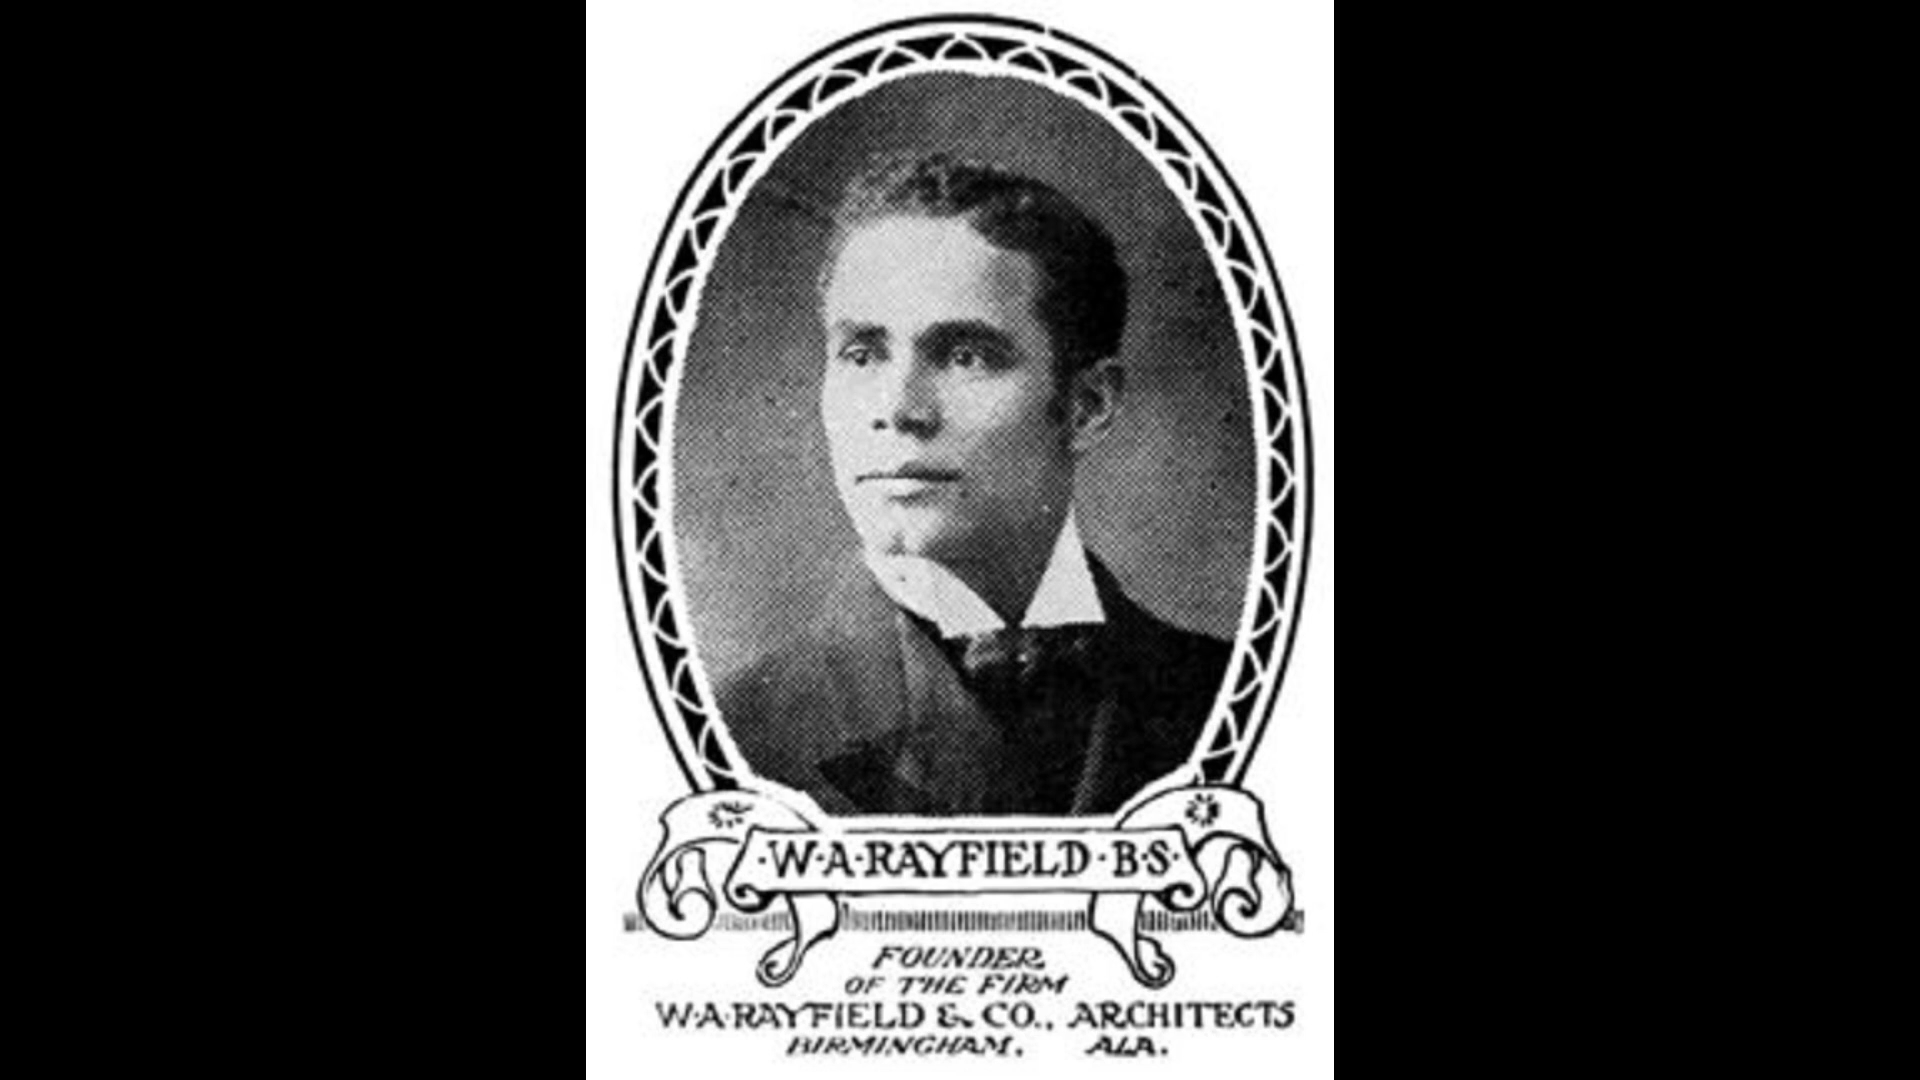 ·W·A·RAYFIELD·B·S·
FOUNDER
OF THE FIRM
W·A·RAYFIELD & CO., ARCHITECTS
BIRMINGHAM, ALA.